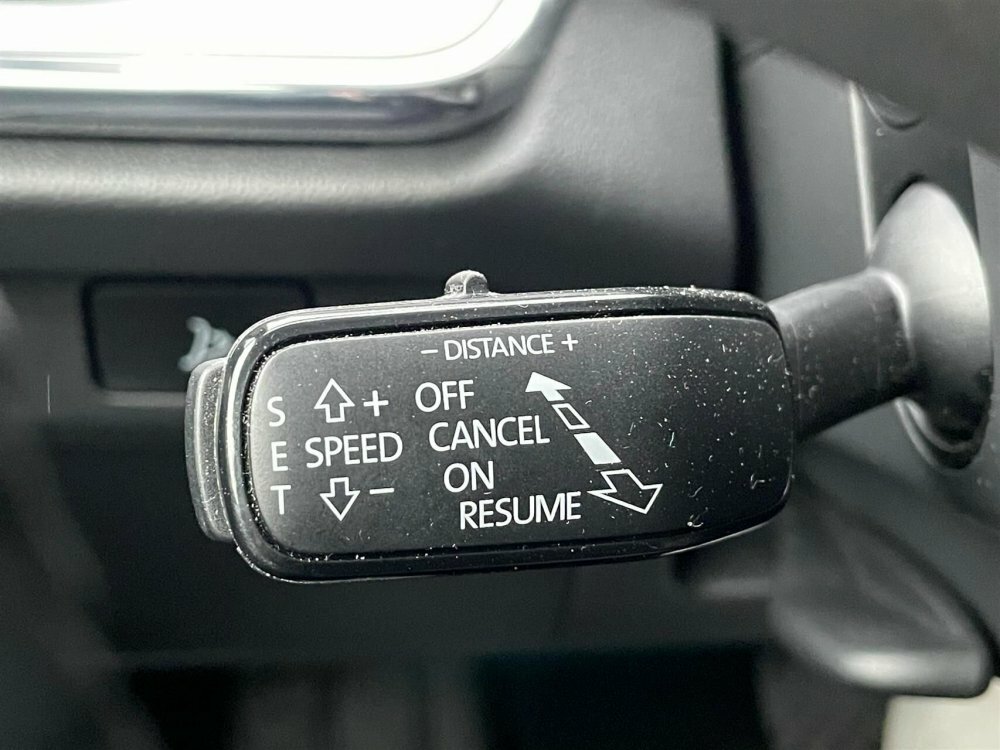 − DISTANCE +
S
E
T
+
SPEED
−
OFF
CANCEL
ON
RESUME